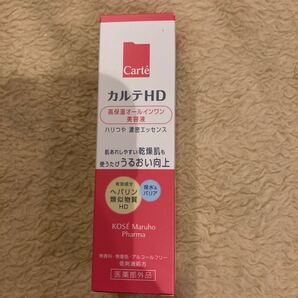 Carté
カルテHD
高保湿オールインワン
美容液
ハリつや 濃密エッセンス
肌あれしやすい乾燥肌も
使うたびうるおい向上
有効成分
ヘパリン
類似物質
HD
保水&
バリア
KOSÉ Maruho
Pharma
無香料・無着色・アルコールフリー
低刺激処方
医薬部外品